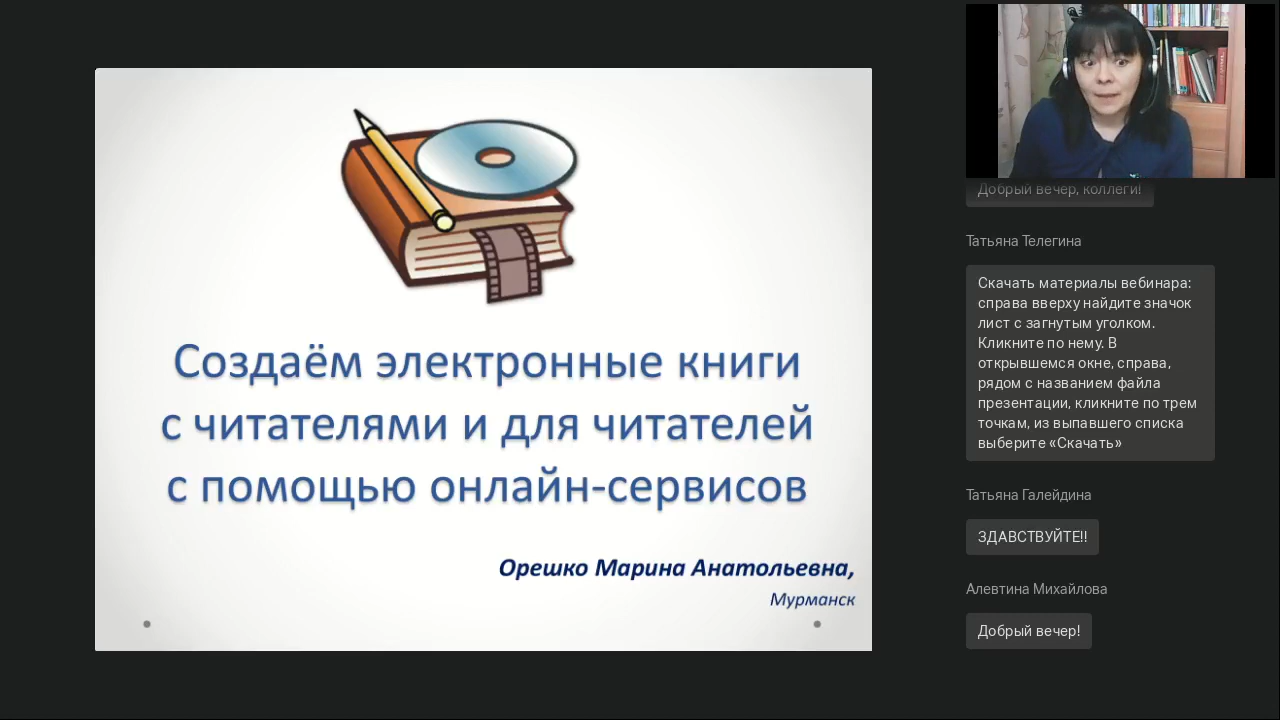 Создаём электронные книги
с читателями и для читателей
с помощью онлайн-сервисов
Орешко Марина Анатольевна,
Мурманск
Добрый вечер, коллеги!
Татьяна Телегина
Скачать материалы вебинара:
справа вверху найдите значок
лист с загнутым уголком.
Кликните по нему. В
открывшемся окне, справа,
рядом с названием файла
презентации, кликните по трем
точкам, из выпавшего списка
выберите «Скачать»
Татьяна Галейдина
ЗДАВСТВУЙТЕ!!
Алевтина Михайлова
Добрый вечер!